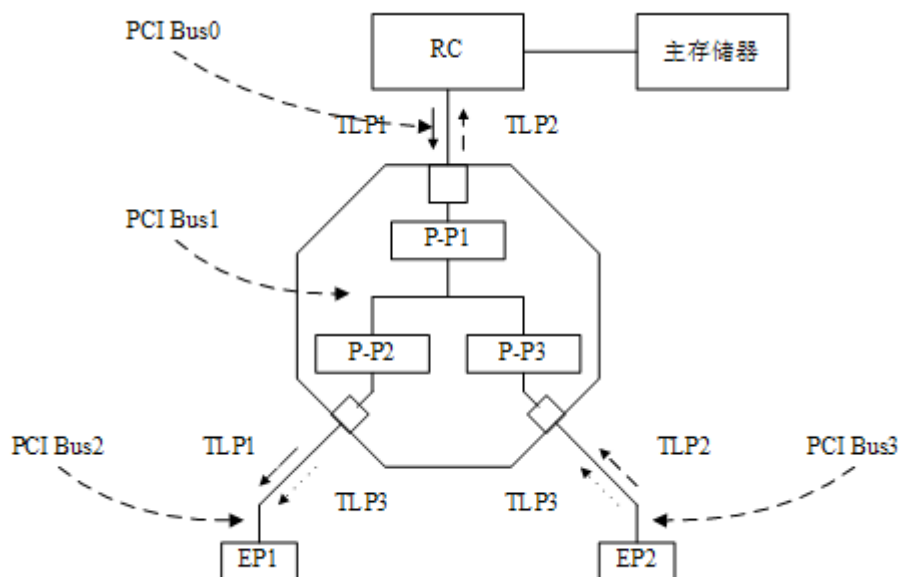 PCI Bus0
RC
主存储器
TLP1
TLP2
PCI Bus1
P-P1
P-P2
P-P3
PCI Bus2
TLP1
TLP2
PCI Bus3
TLP3
TLP3
EP1
EP2